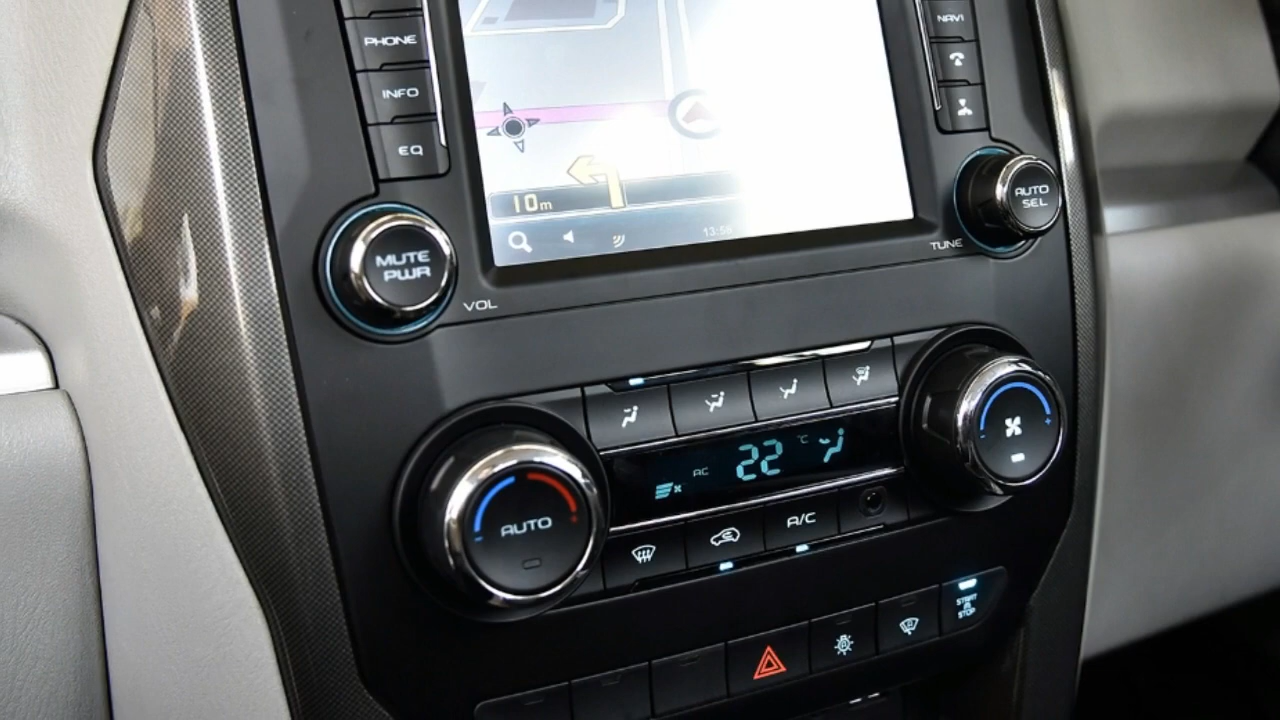 PHONE
INFO
EQ
NAVI
10m
13:56
MUTE
PWR
VOL
AUTO
SEL
TUNE
AC
22
°C
AUTO
A/C
START
STOP